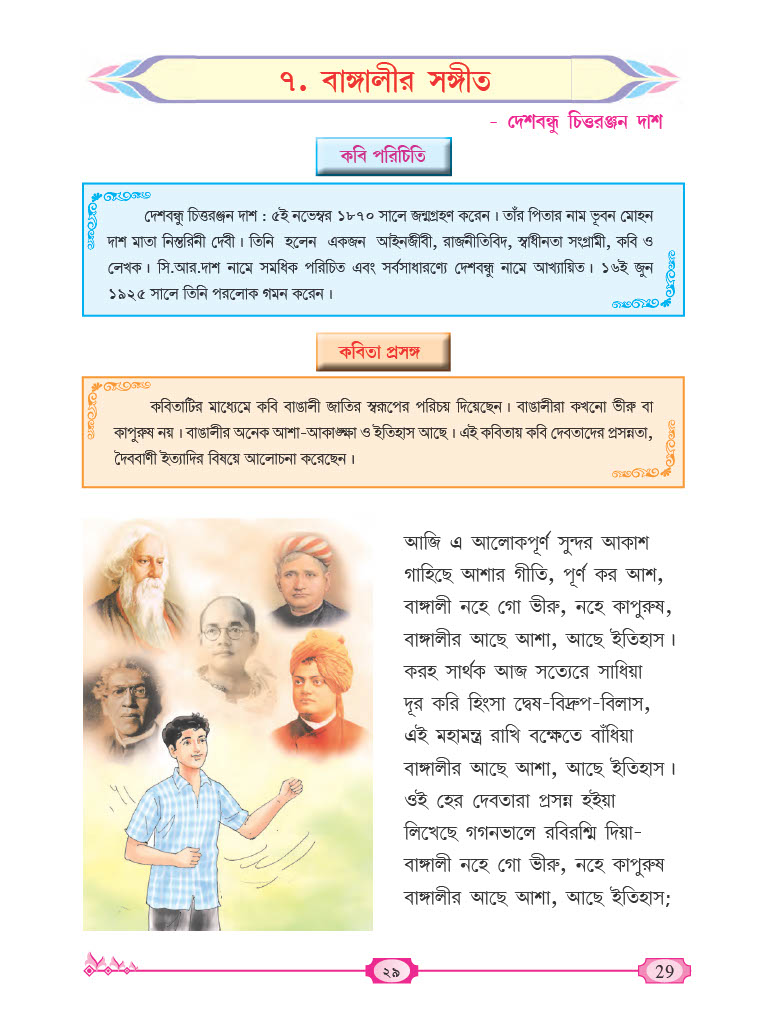 ৭. বাঙ্গালীর সঙ্গীত
- দেশবন্ধু চিত্তরঞ্জন দাশ
কবি পরিচিতি
দেশবন্ধু চিত্তরঞ্জন দাশ : ৫ই নভেম্বর ১৮৭০ সালে জন্মগ্রহণ করেন। তাঁর পিতার নাম ভূবন মোহন
দাশ মাতা নিস্তরিনী দেবী। তিনি হলেন একজন আইনজীবী, রাজনীতিবিদ, স্বাধীনতা সংগ্রামী, কবি ও
লেখক। সি.আর.দাশ নামে সমধিক পরিচিত এবং সর্বসাধারণ্যে দেশবন্ধু নামে আখ্যায়িত। ১৬ই জুন
১৯২৫ সালে তিনি পরলোক গমন করেন।
কবিতা প্রসঙ্গ
কবিতাটির মাধ্যেমে কবি বাঙালী জাতির স্বরূপের পরিচয় দিয়েছেন। বাঙালীরা কখনো ভীরু বা
কাপুরুষ নয়। বাঙালীর অনেক আশা-আকাঙ্ক্ষা ও ইতিহাস আছে। এই কবিতায় কবি দেবতাদের প্রসন্নতা,
দৈববাণী ইত্যাদির বিষয়ে আলোচনা করেছেন।
আজি এ আলোকপূর্ণ সুন্দর আকাশ
গাহিছে আশার গীতি, পূর্ণ কর আশ,
বাঙ্গালী নহে গো ভীরু, নহে কাপুরুষ,
বাঙ্গালীর আছে আশা, আছে ইতিহাস।
করহ সার্থক আজ সত্যেরে সাধিয়া
দূর করি হিংসা দ্বেষ-বিদ্রুপ-বিলাস,
এই মহামন্ত্র রাখি বক্ষেতে বাঁধিয়া
বাঙ্গালীর আছে আশা, আছে ইতিহাস।
ওই হের দেবতারা প্রসন্ন হইয়া
লিখেছে গগনভালে রবিরশ্মি দিয়া-
বাঙ্গালী নহে গো ভীরু, নহে কাপুরুষ
বাঙ্গালীর আছে আশা, আছে ইতিহাস;
২৯
29